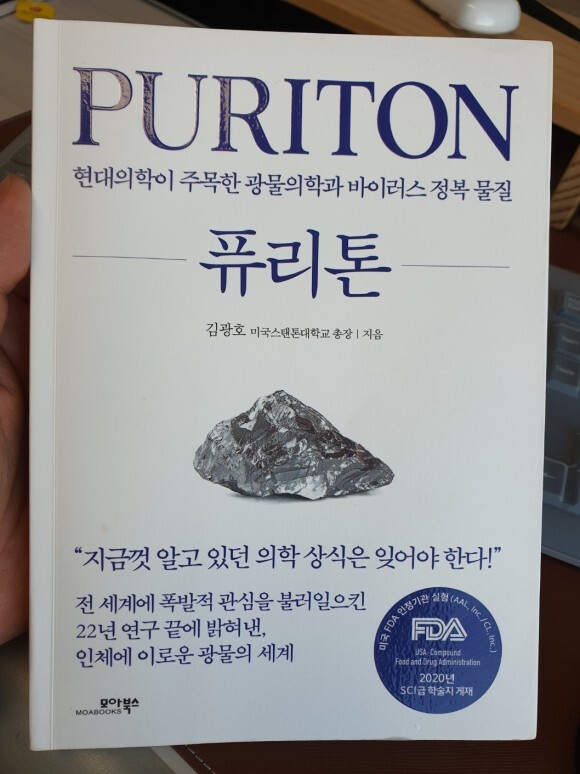 PURITON
현대의학이 주목한 광물의학과 바이러스 정복 물질
퓨리톤
김광호 미국스탠톤대학교 총장 | 지음
“지금껏 알고 있던 의학 상식은 잊어야 한다!”
전 세계에 폭발적 관심을 불러일으킨
22년 연구 끝에 밝혀낸,
인체에 이로운 광물의 세계
미국 FDA 인정기관 실험 (AAL, Inc. / CL, Inc.)
FDA
USA Compound
Food and Drug Administration
2020년
SCI급 학술지 게재
모아북스
MOABOOKS